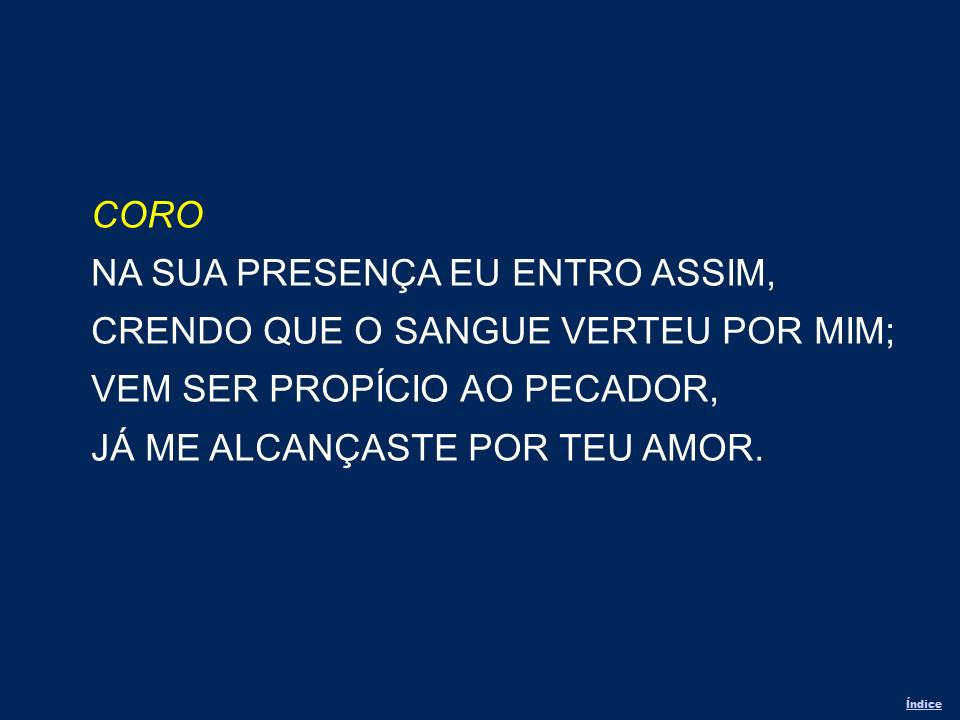 CORO
NA SUA PRESENÇA EU ENTRO ASSIM,
CRENDO QUE O SANGUE VERTEU POR MIM;
VEM SER PROPÍCIO AO PECADOR,
JÁ ME ALCANÇASTE POR TEU AMOR.
Índice